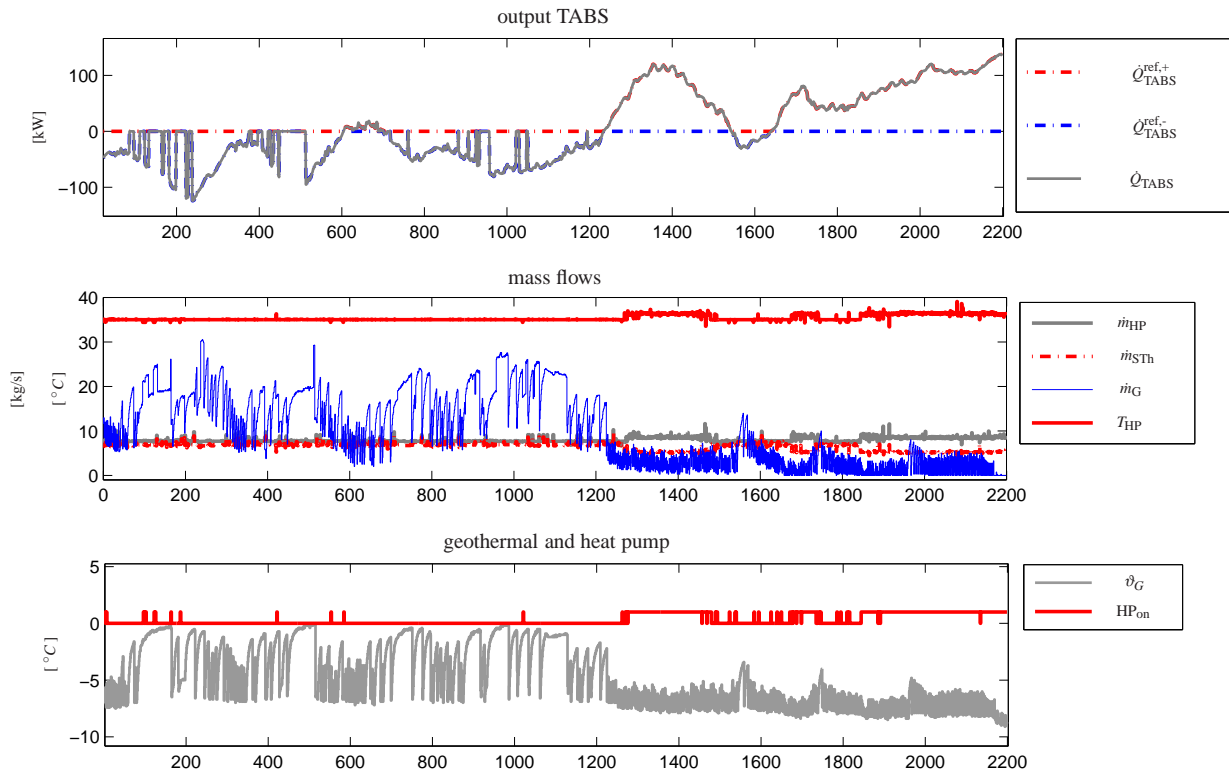 output TABS
[kW]
100
0
−100
200 400 600 800 1000 1200 1400 1600 1800 2000 2200
Q̇ref,+TABS
Q̇ref,-TABS
Q̇TABS
mass flows
[kg/s]
[°C]
40
30
20
10
0
0 200 400 600 800 1000 1200 1400 1600 1800 2000 2200
ṁHP
ṁSTh
ṁG
THP
geothermal and heat pump
[°C]
5
0
−5
−10
200 400 600 800 1000 1200 1400 1600 1800 2000 2200
ϑG
HPon